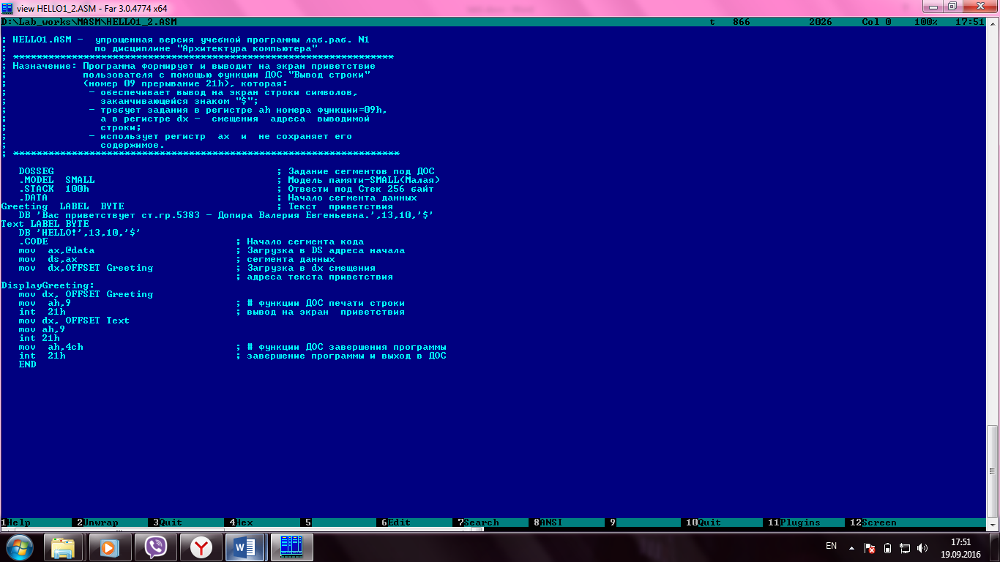 view HELLO1_2.ASM - Far 3.0.4774 x64
D:\Lab_works\MASM\HELLO1_2.ASM t 866 2026 Col 0 100% 17:51
; HELLO1.ASM - упрощенная версия учебной программы лаб.раб. N1
; по дисциплине "Архитектура компьютера"
; *****************************************************************
; Назначение: Программа формирует и выводит на экран приветствие
; пользователя с помощью функции ДОС "Вывод строки"
; (номер 09 прерывание 21h), которая:
; - обеспечивает вывод на экран строки символов,
; заканчивающейся знаком "$";
; - требует задания в регистре ah номера функции=09h,
; а в регистре dx - смещения адреса выводимой
; строки;
; - использует регистр ax и не сохраняет его
; содержимое.
; ******************************************************************
DOSSEG ; Задание сегментов под ДОС
.MODEL SMALL ; Модель памяти-SMALL(Малая)
.STACK 100h ; Отвести под Стек 256 байт
.DATA ; Начало сегмента данных
Greeting LABEL BYTE ; Текст приветствия
DB 'Вас приветствует ст.гр.5383 - Допира Валерия Евгеньевна.',13,10,'$'
Text LABEL BYTE
DB 'HELLO!',13,10,'$'
.CODE ; Начало сегмента кода
mov ax,@data ; Загрузка в DS адреса начала
mov ds,ax ; сегмента данных
mov dx,OFFSET Greeting ; Загрузка в dx смещения
; адреса текста приветствия
DisplayGreeting:
mov dx, OFFSET Greeting
mov ah,9 ; # функции ДОС печати строки
int 21h ; вывод на экран приветствия
mov dx, OFFSET Text
mov ah,9
int 21h
mov ah,4ch ; # функции ДОС завершения программы
int 21h ; завершение программы и выход в ДОС
END
1Help 2Unwrap 3Quit 4Hex 5 6Edit 7Search 8ANSI 9 10Quit 11Plugins 12Screen
EN 17:51
19.09.2016